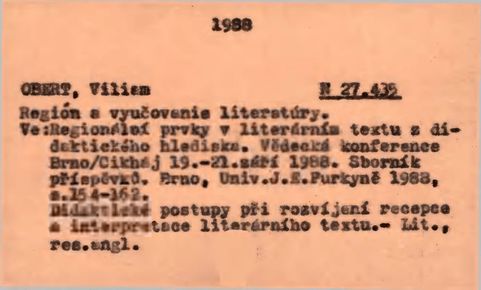 1988
OBERT, Viliam N 27.435
Región a vyučovanie literatúry.
Ve:Regionální prvky v literárním textu z di-
daktického hlediska. Vědecká konference
Brno/Cikháj 19.-21.září 1988. Sborník
příspěvků. Brno, Univ.J.E.Purkyně 1988,
s.154-162.
Didaktické postupy při rozvíjení recepce
a interpretace literárního textu.- Lit.,
res.angl.